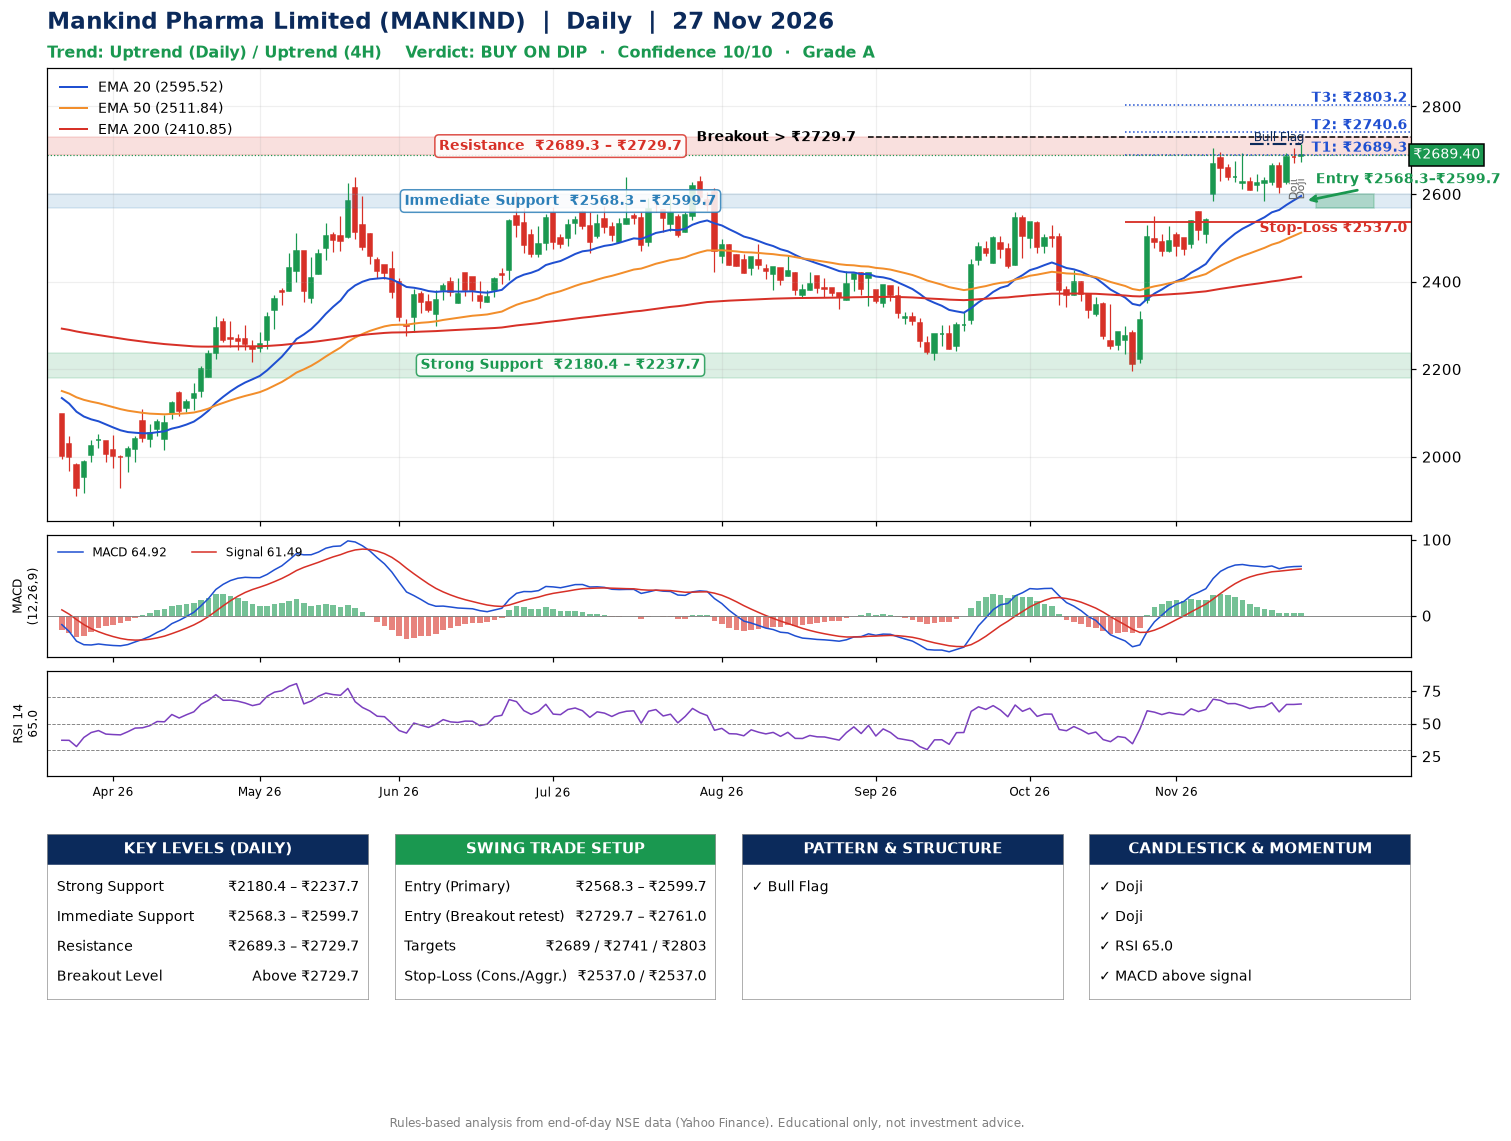 Mankind Pharma Limited (MANKIND) | Daily | 27 Nov 2026
Trend: Uptrend (Daily) / Uptrend (4H) Verdict: BUY ON DIP · Confidence 10/10 · Grade A
EMA 20 (2595.52)
EMA 50 (2511.84)
EMA 200 (2410.85)
T3: ₹2803.2
2800
T2: ₹2740.6
Breakout > ₹2729.7
Bull Flag
Resistance ₹2689.3 – ₹2729.7
T1: ₹2689.3
₹2689.40
Doji
Doji
Entry ₹2568.3–₹2599.7
2600
Immediate Support ₹2568.3 – ₹2599.7
Stop-Loss ₹2537.0
2400
Strong Support ₹2180.4 – ₹2237.7
2200
2000
MACD 64.92 Signal 61.49
100
0
MACD
(12,26,9)
75
50
25
RSI 14
65.0
Apr 26 May 26 Jun 26 Jul 26 Aug 26 Sep 26 Oct 26 Nov 26
KEY LEVELS (DAILY)
Strong Support ₹2180.4 – ₹2237.7
Immediate Support ₹2568.3 – ₹2599.7
Resistance ₹2689.3 – ₹2729.7
Breakout Level Above ₹2729.7
SWING TRADE SETUP
Entry (Primary) ₹2568.3 – ₹2599.7
Entry (Breakout retest) ₹2729.7 – ₹2761.0
Targets ₹2689 / ₹2741 / ₹2803
Stop-Loss (Cons./Aggr.) ₹2537.0 / ₹2537.0
PATTERN & STRUCTURE
✓ Bull Flag
CANDLESTICK & MOMENTUM
✓ Doji
✓ Doji
✓ RSI 65.0
✓ MACD above signal
Rules-based analysis from end-of-day NSE data (Yahoo Finance). Educational only, not investment advice.